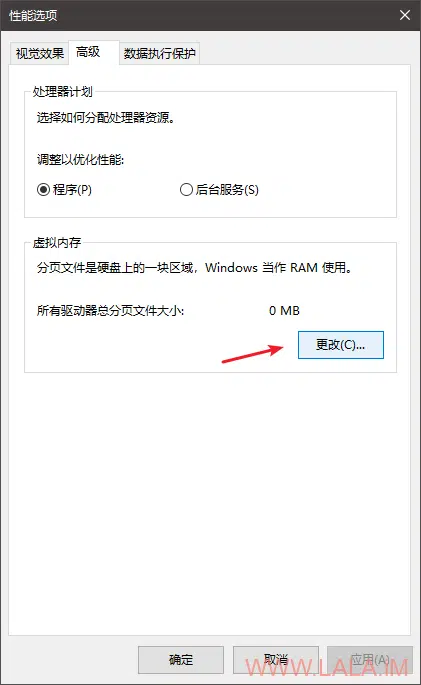 性能选项
视觉效果 高级 数据执行保护
处理器计划
选择如何分配处理器资源。
调整以优化性能:
程序(P) 后台服务(S)
虚拟内存
分页文件是硬盘上的一块区域，Windows 当作 RAM 使用。
所有驱动器总分页文件大小: 0 MB
更改(C)...
确定 取消 应用(A)
WWW.LALA.IM